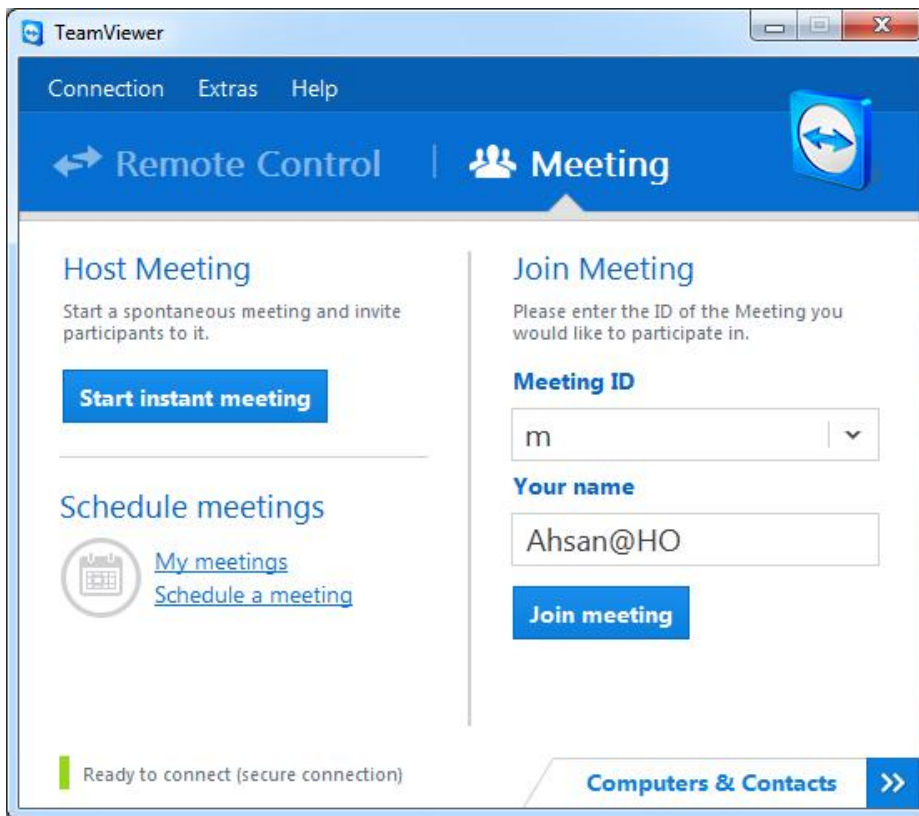 TeamViewer
Connection Extras Help
Remote Control
Meeting
Host Meeting
Start a spontaneous meeting and invite
participants to it.
Start instant meeting
Schedule meetings
My meetings
Schedule a meeting
Join Meeting
Please enter the ID of the Meeting you
would like to participate in.
Meeting ID
m
Your name
Ahsan@HO
Join meeting
Ready to connect (secure connection)
Computers & Contacts